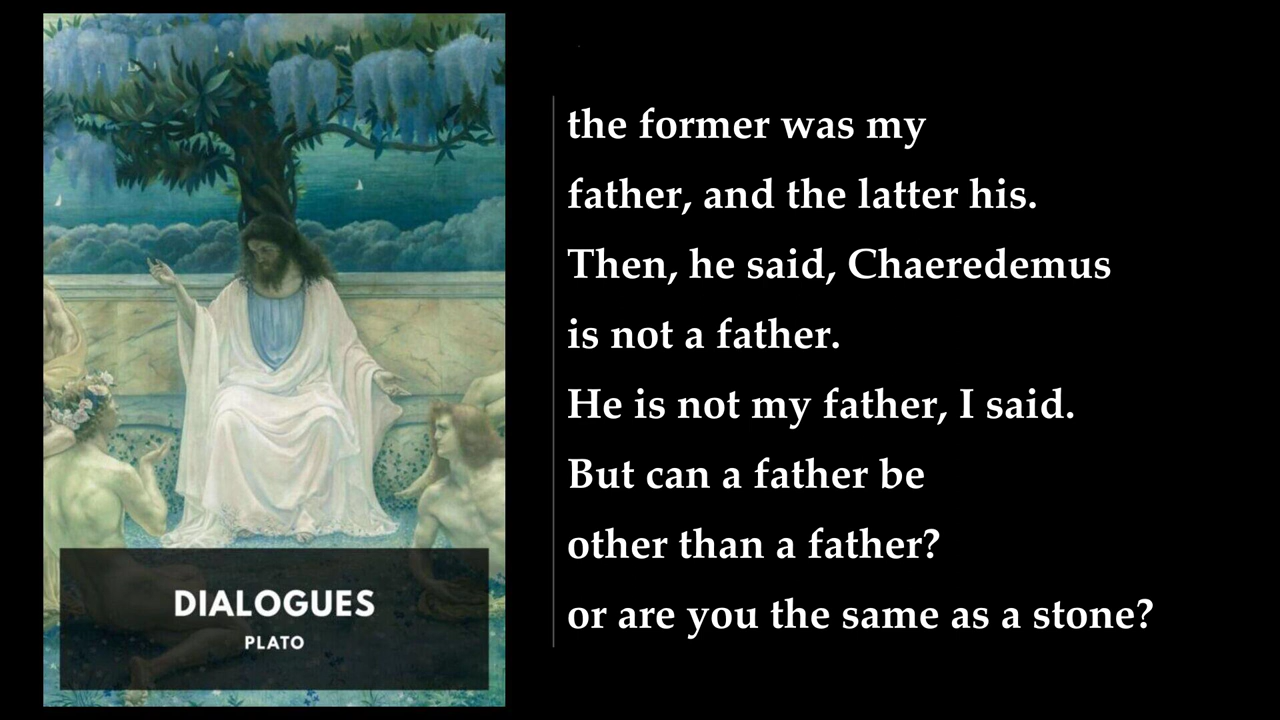 DIALOGUES
PLATO
the former was my
father, and the latter his.
Then, he said, Chaeredemus
is not a father.
He is not my father, I said.
But can a father be
other than a father?
or are you the same as a stone?